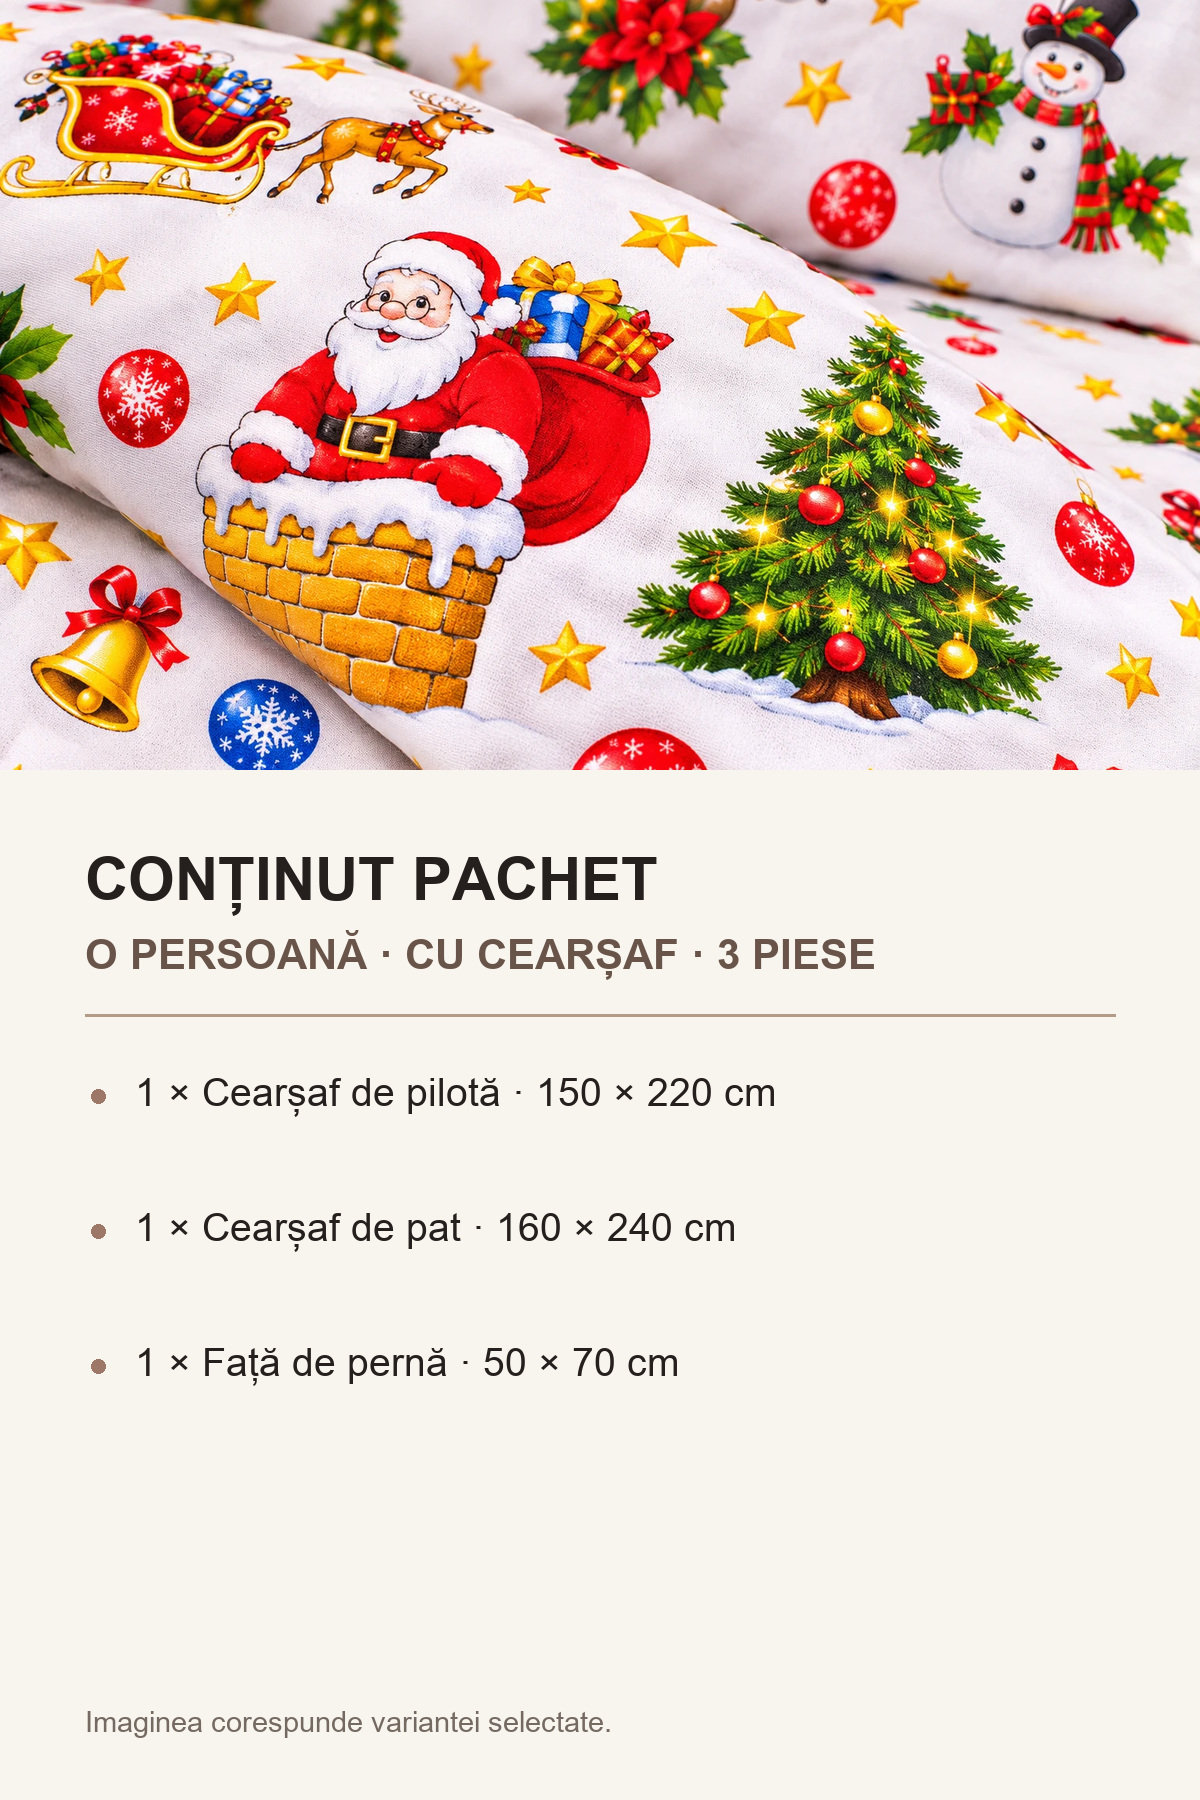 CONȚINUT PACHET
O PERSOANĂ · CU CEARȘAF · 3 PIESE
1 × Cearșaf de pilotă · 150 × 220 cm
1 × Cearșaf de pat · 160 × 240 cm
1 × Față de pernă · 50 × 70 cm
Imaginea corespunde variantei selectate.